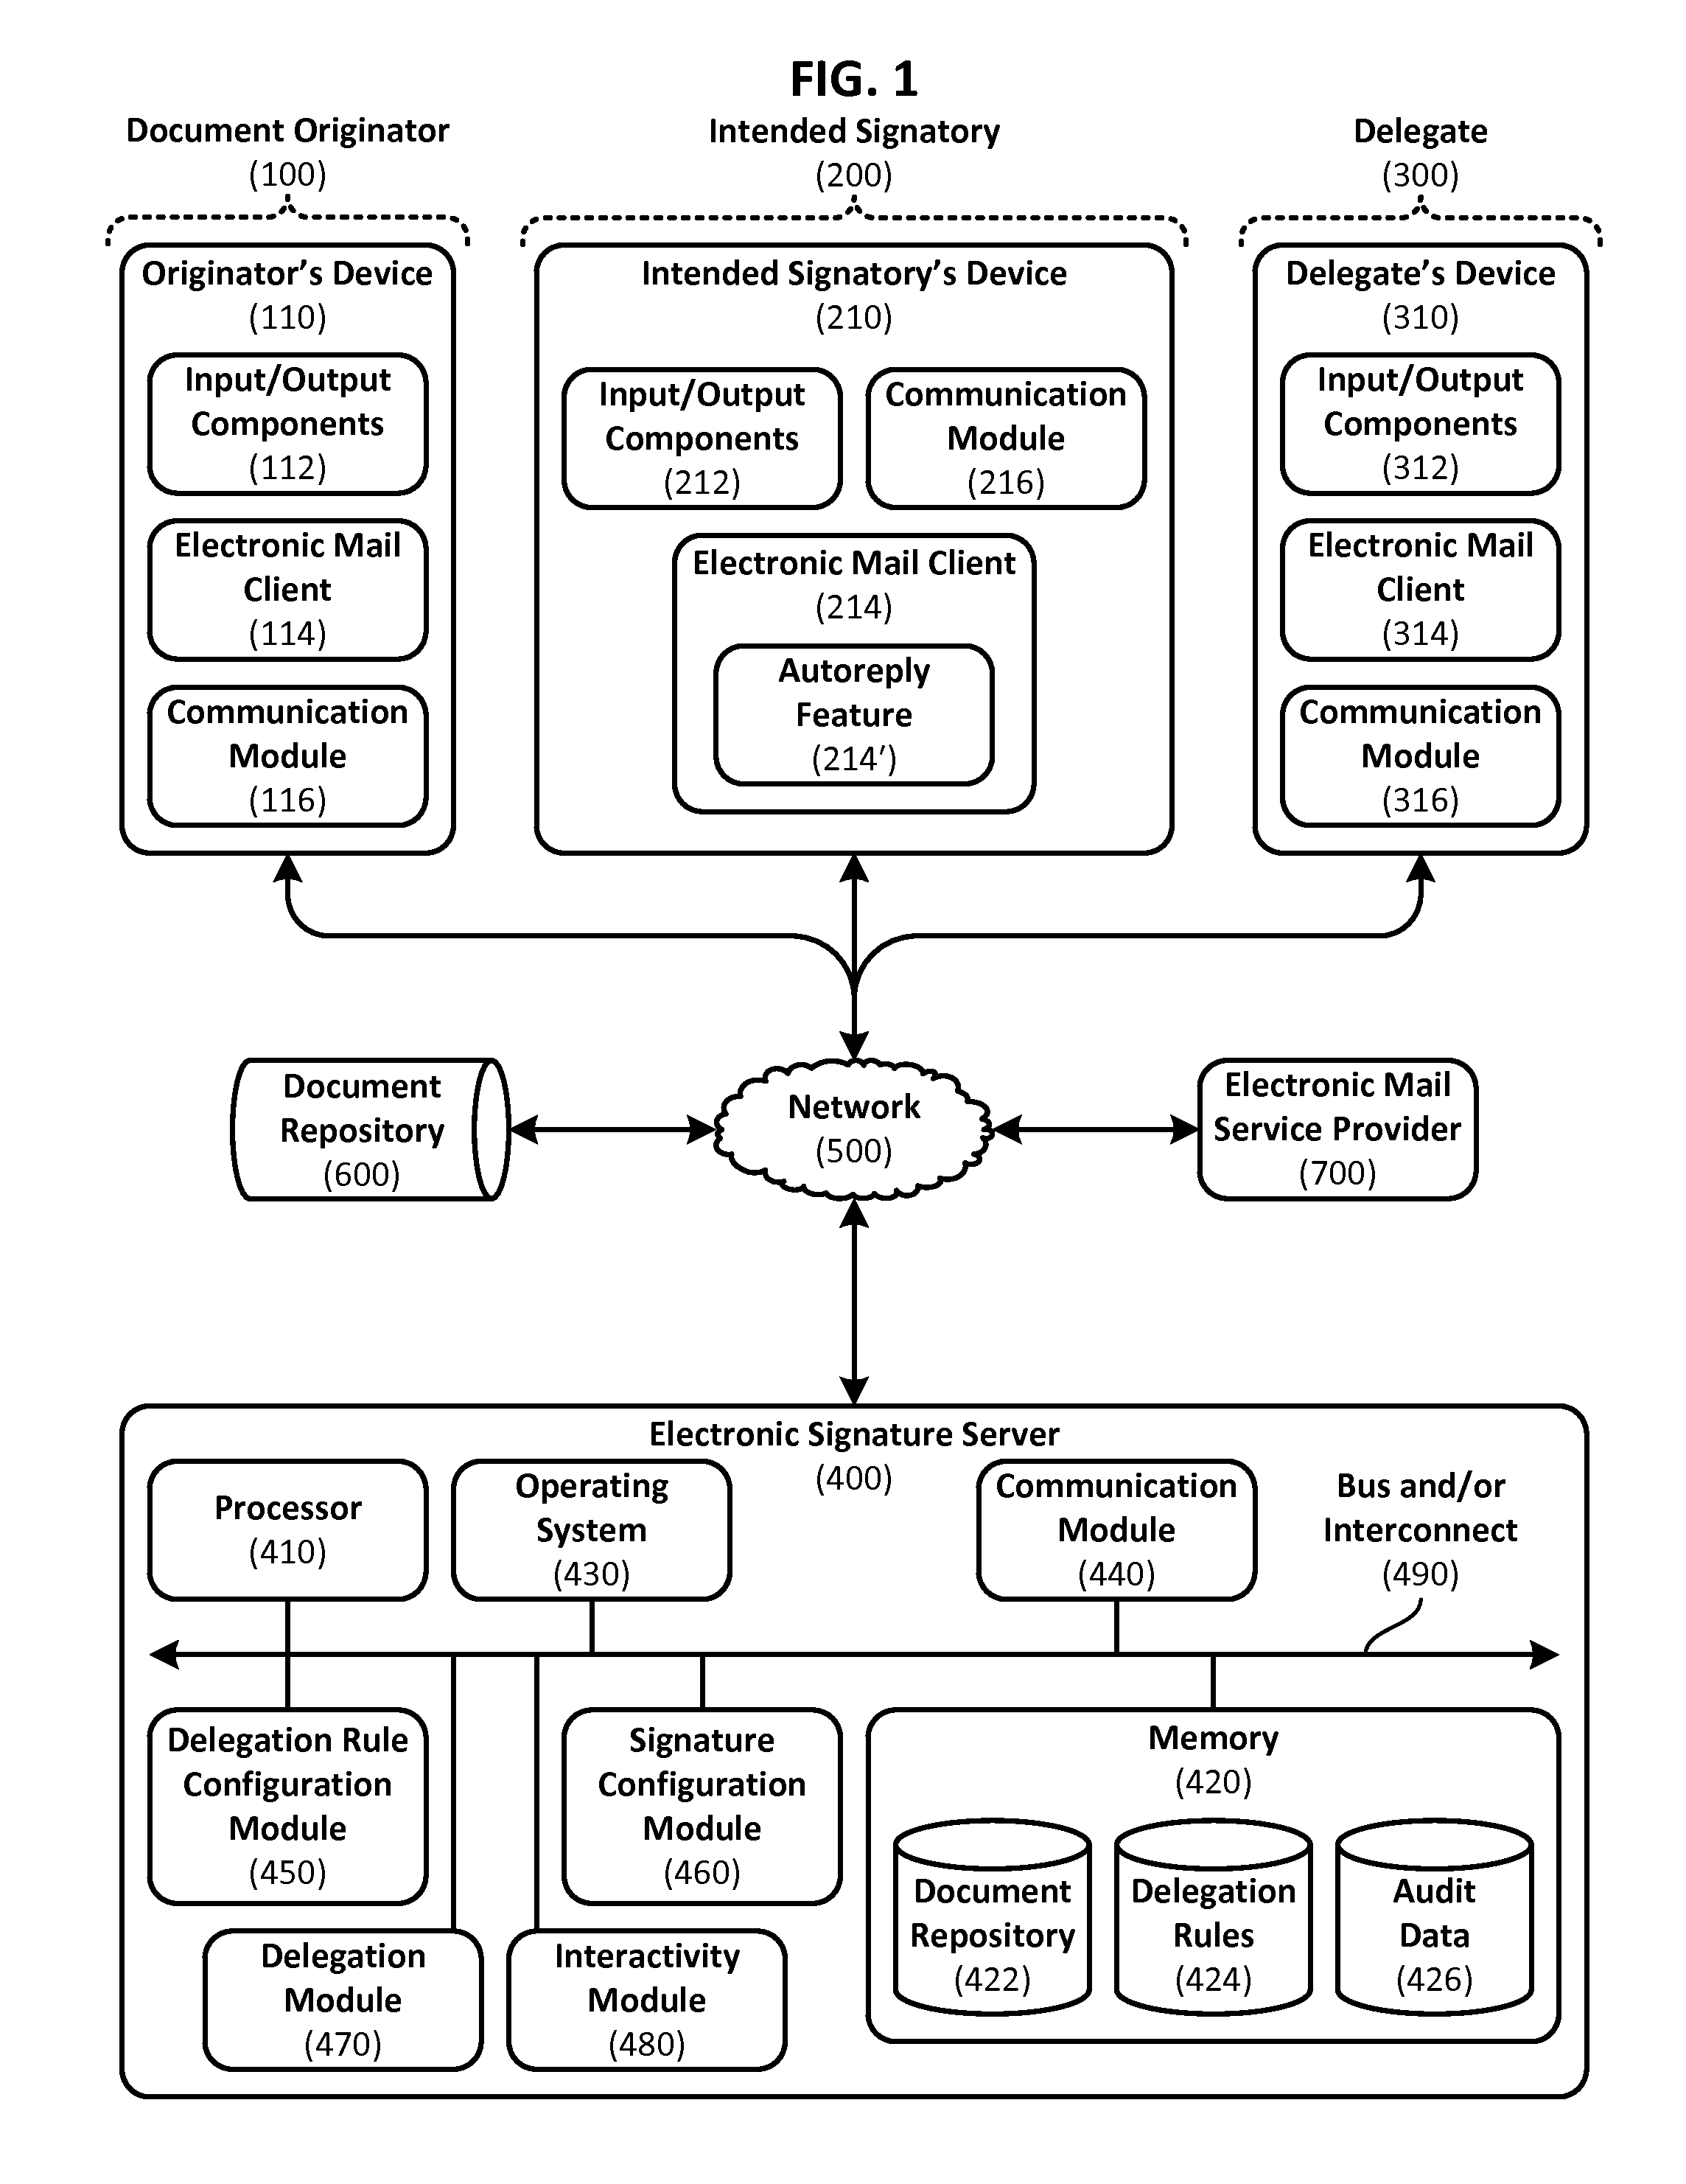 FIG. 1
Document Originator
(100)
Intended Signatory
(200)
Delegate
(300)
Originator’s Device
(110)
Input/Output
Components
(112)
Electronic Mail
Client
(114)
Communication
Module
(116)
Intended Signatory’s Device
(210)
Input/Output
Components
(212)
Communication
Module
(216)
Electronic Mail Client
(214)
Autoreply
Feature
(214′)
Delegate’s Device
(310)
Input/Output
Components
(312)
Electronic Mail
Client
(314)
Communication
Module
(316)
Document
Repository
(600)
Network
(500)
Electronic Mail
Service Provider
(700)
Electronic Signature Server
(400)
Processor
(410)
Operating
System
(430)
Communication
Module
(440)
Bus and/or
Interconnect
(490)
Delegation Rule
Configuration
Module
(450)
Signature
Configuration
Module
(460)
Delegation
Module
(470)
Interactivity
Module
(480)
Memory
(420)
Document
Repository
(422)
Delegation
Rules
(424)
Audit
Data
(426)